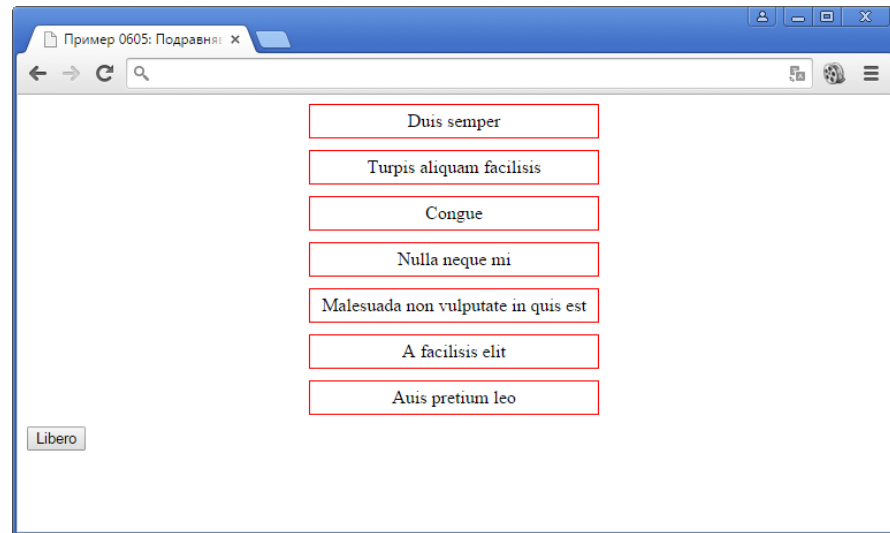 Пример 0605: Подравня
Duis semper
Turpis aliquam facilisis
Congue
Nulla neque mi
Malesuada non vulputate in quis est
A facilisis elit
Auis pretium leo
Libero